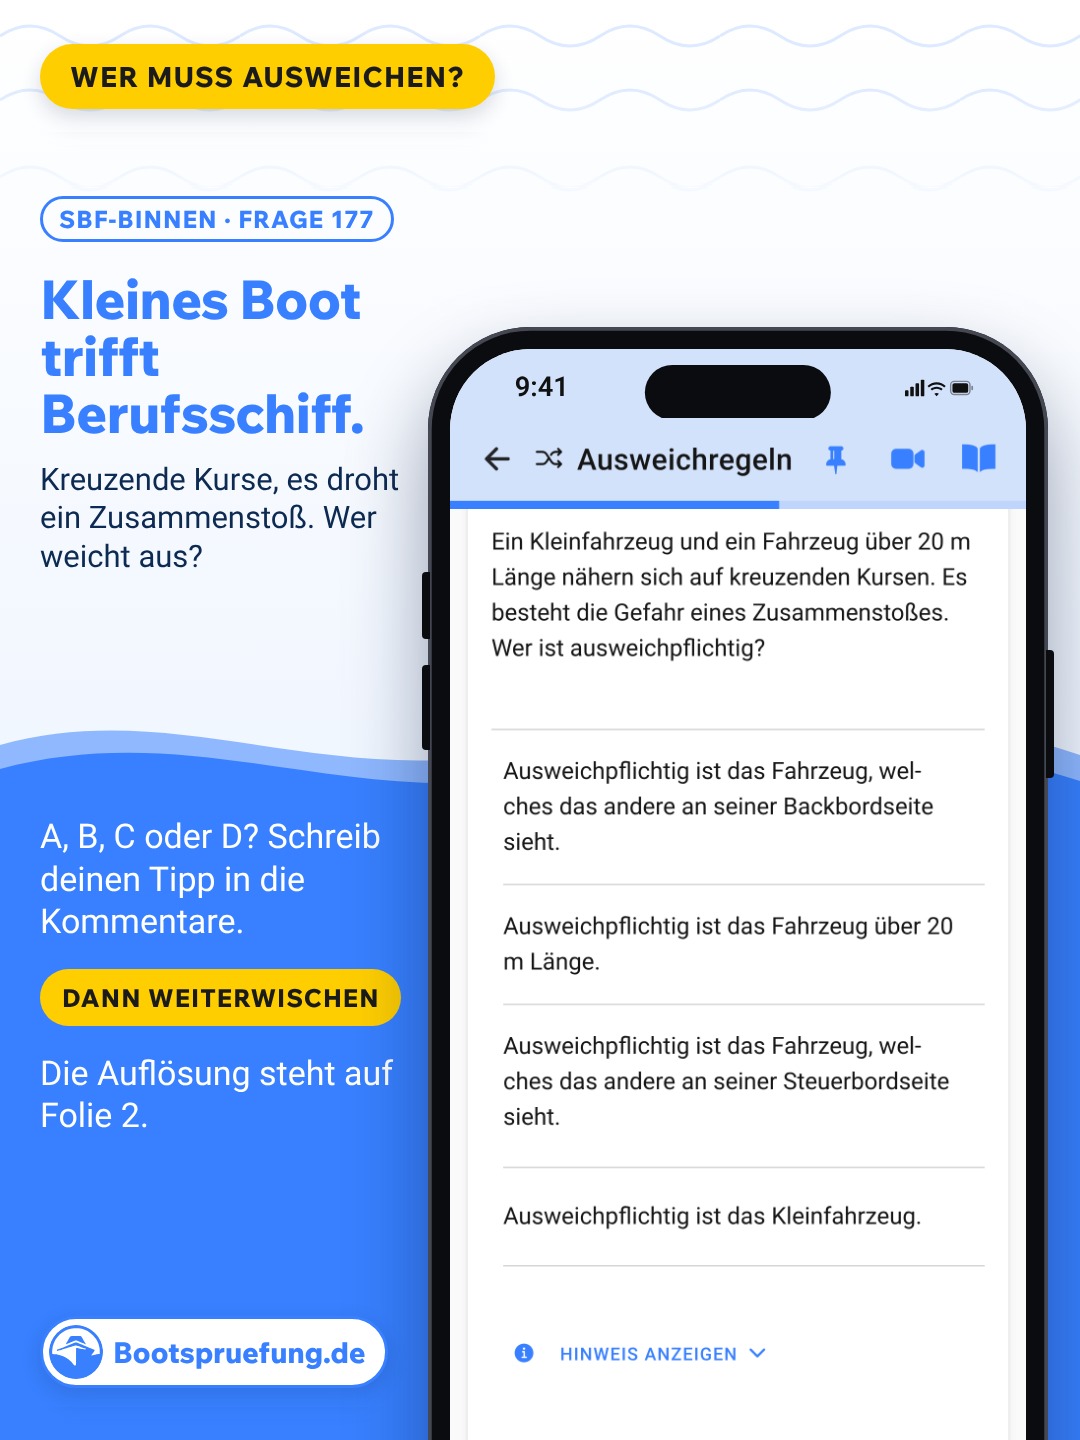 WER MUSS AUSWEICHEN?
SBF-BINNEN · FRAGE 177
Kleines Boot
trifft
Berufsschiff.
Kreuzende Kurse, es droht
ein Zusammenstoß. Wer
weicht aus?
A, B, C oder D? Schreib
deinen Tipp in die
Kommentare.
DANN WEITERWISCHEN
Die Auflösung steht auf
Folie 2.
Bootspruefung.de
9:41
Ausweichregeln
Ein Kleinfahrzeug und ein Fahrzeug über 20 m
Länge nähern sich auf kreuzenden Kursen. Es
besteht die Gefahr eines Zusammenstoßes.
Wer ist ausweichpflichtig?
Ausweichpflichtig ist das Fahrzeug, wel-
ches das andere an seiner Backbordseite
sieht.
Ausweichpflichtig ist das Fahrzeug über 20
m Länge.
Ausweichpflichtig ist das Fahrzeug, wel-
ches das andere an seiner Steuerbordseite
sieht.
Ausweichpflichtig ist das Kleinfahrzeug.
HINWEIS ANZEIGEN